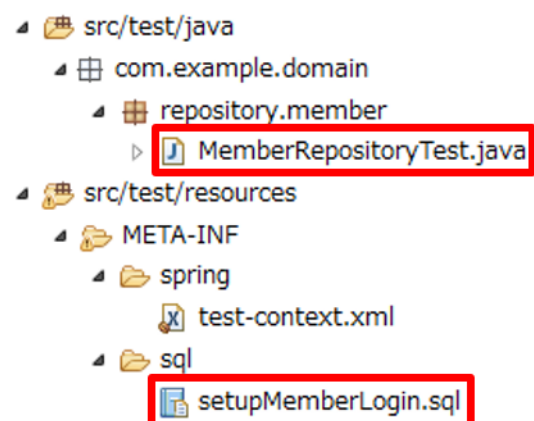 src/test/java
com.example.domain
repository.member
MemberRepositoryTest.java
src/test/resources
META-INF
spring
test-context.xml
sql
setupMemberLogin.sql